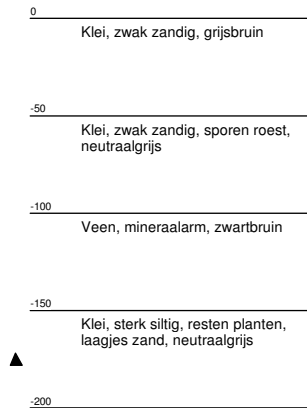 0
Klei, zwak zandig, grijsbruin
-50
Klei, zwak zandig, sporen roest,
neutraalgrijs
-100
Veen, mineraalarm, zwartbruin
-150
Klei, sterk siltig, resten planten,
laagjes zand, neutraalgrijs
-200